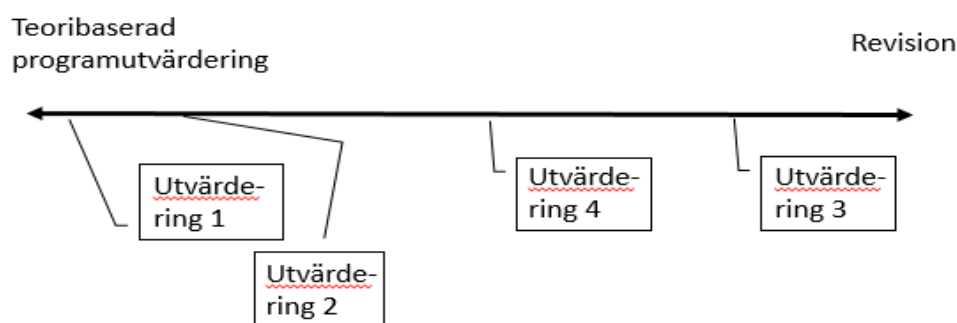 Teoribaserad
programutvärdering
Revision
Utvärde-
ring 1
Utvärde-
ring 2
Utvärde-
ring 4
Utvärde-
ring 3